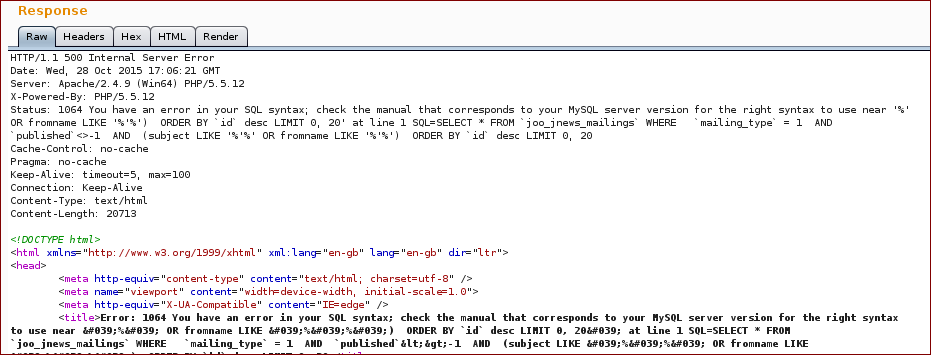 Response
Raw Headers Hex HTML Render
HTTP/1.1 500 Internal Server Error
Date: Wed, 28 Oct 2015 17:06:21 GMT
Server: Apache/2.4.9 (Win64) PHP/5.5.12
X-Powered-By: PHP/5.5.12
Status: 1064 You have an error in your SQL syntax; check the manual that corresponds to your MySQL server version for the right syntax to use near '%'
OR fromname LIKE '%'%')  ORDER BY `id` desc LIMIT 0, 20' at line 1 SQL=SELECT * FROM `joo_jnews_mailings` WHERE   `mailing_type` = 1  AND
`published`<>-1  AND  (subject LIKE '%'%' OR fromname LIKE '%'%')  ORDER BY `id` desc LIMIT 0, 20
Cache-Control: no-cache
Pragma: no-cache
Keep-Alive: timeout=5, max=100
Connection: Keep-Alive
Content-Type: text/html
Content-Length: 20713
<!DOCTYPE html>
<html xmlns="http://www.w3.org/1999/xhtml" xml:lang="en-gb" lang="en-gb" dir="ltr">
<head>
<meta http-equiv="content-type" content="text/html; charset=utf-8" />
<meta name="viewport" content="width=device-width, initial-scale=1.0">
<meta http-equiv="X-UA-Compatible" content="IE=edge" />
<title>Error: 1064 You have an error in your SQL syntax; check the manual that corresponds to your MySQL server version for the right syntax
to use near &#039;%&#039; OR fromname LIKE &#039;%&#039;%&#039;)  ORDER BY `id` desc LIMIT 0, 20&#039; at line 1 SQL=SELECT * FROM
`joo_jnews_mailings` WHERE   `mailing_type` = 1  AND  `published`&lt;&gt;-1  AND  (subject LIKE &#039;%&#039;%&#039; OR fromname LIKE